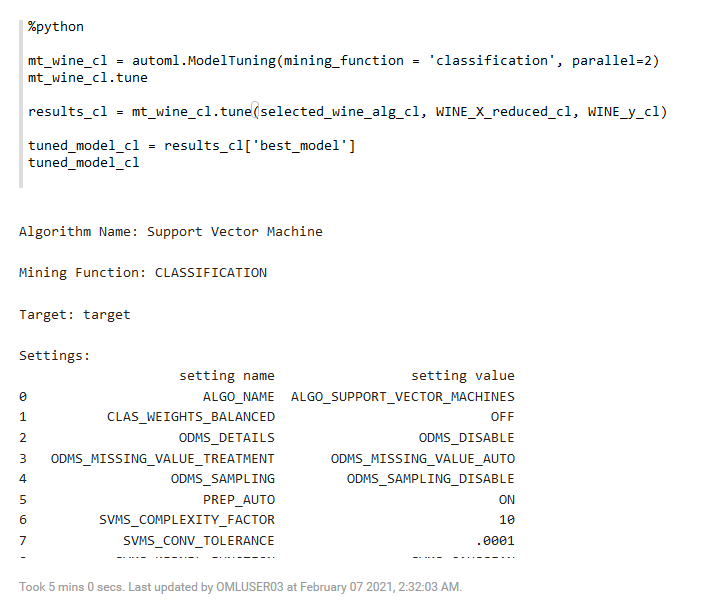 %python
mt_wine_cl = automl.ModelTuning(mining_function = 'classification', parallel=2)
mt_wine_cl.tune
results_cl = mt_wine_cl.tune(selected_wine_alg_cl, WINE_X_reduced_cl, WINE_y_cl)
tuned_model_cl = results_cl['best_model']
tuned_model_cl
Algorithm Name: Support Vector Machine
Mining Function: CLASSIFICATION
Target: target
Settings:
setting name setting value
0 ALGO_NAME ALGO_SUPPORT_VECTOR_MACHINES
1 CLAS_WEIGHTS_BALANCED OFF
2 ODMS_DETAILS ODMS_DISABLE
3 ODMS_MISSING_VALUE_TREATMENT ODMS_MISSING_VALUE_AUTO
4 ODMS_SAMPLING ODMS_SAMPLING_DISABLE
5 PREP_AUTO ON
6 SVMS_COMPLEXITY_FACTOR 10
7 SVMS_CONV_TOLERANCE .0001
Took 5 mins 0 secs. Last updated by OMLUSER03 at February 07 2021, 2:32:03 AM.